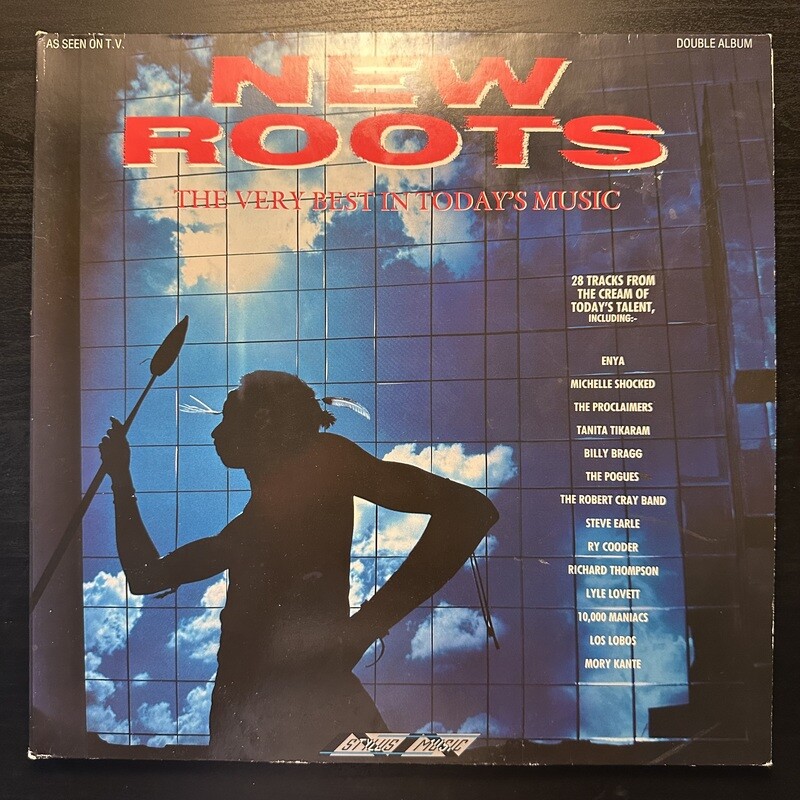 AS SEEN ON T.V.
DOUBLE ALBUM
NEW
ROOTS
THE VERY BEST IN TODAY'S MUSIC
28 TRACKS FROM
THE CREAM OF
TODAY'S TALENT,
INCLUDING:-
ENYA
MICHELLE SHOCKED
THE PROCLAIMERS
TANITA TIKARAM
BILLY BRAGG
THE POGUES
THE ROBERT CRAY BAND
STEVE EARLE
RY COODER
RICHARD THOMPSON
LYLE LOVETT
10,000 MANIACS
LOS LOBOS
MORY KANTE
STYLUS MUSIC